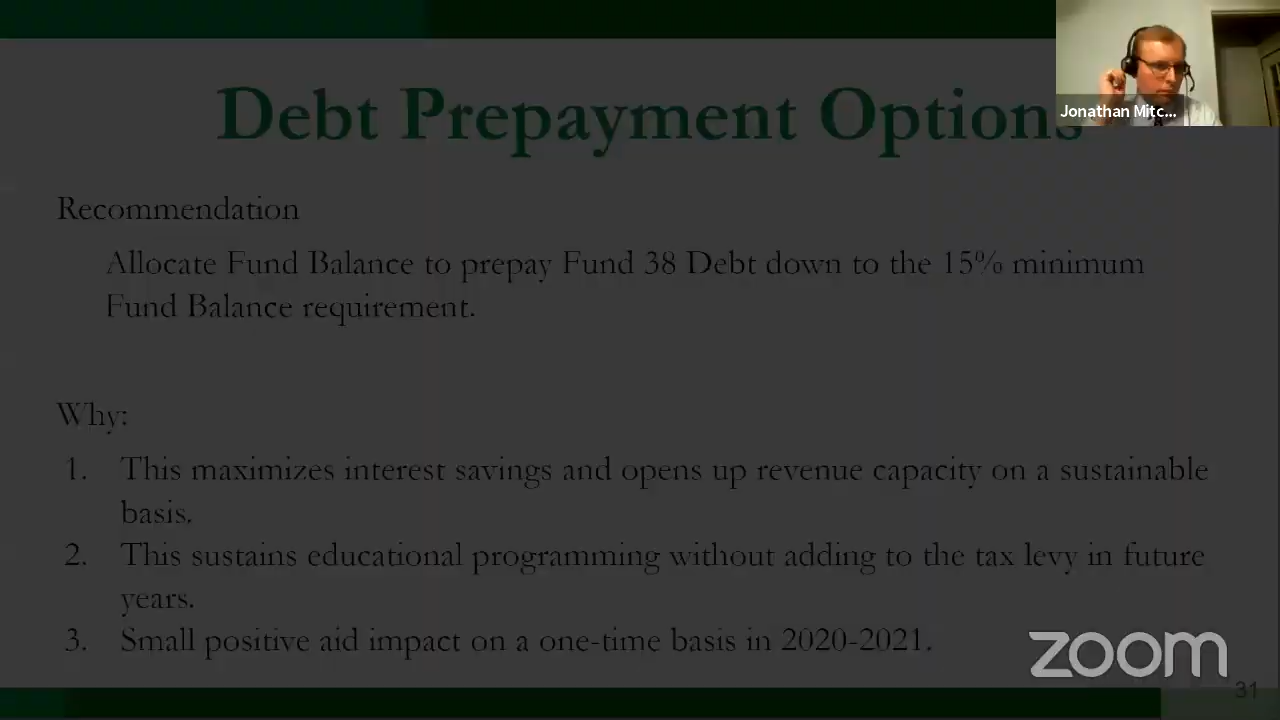 Debt Prepayment Options
Jonathan Mitc...
Recommendation
Allocate Fund Balance to prepay Fund 38 Debt down to the 15% minimum
Fund Balance requirement.
Why:
1. This maximizes interest savings and opens up revenue capacity on a sustainable
basis.
2. This sustains educational programming without adding to the tax levy in future
years.
3. Small positive aid impact on a one-time basis in 2020-2021.
zoom
31